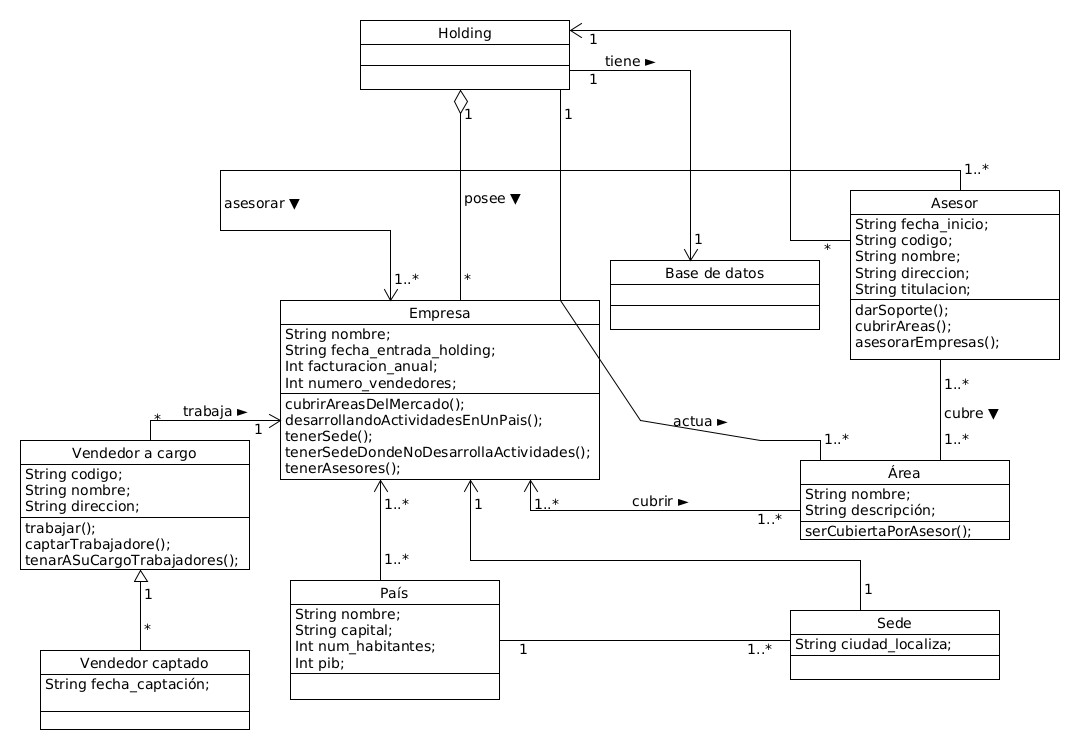 Holding
1
tiene ►
1
1
1
1..*
asesorar ▼
posee ▼
Asesor
String fecha_inicio;
String codigo;
String nombre;
String direccion;
String titulacion;
darSoporte();
cubrirAreas();
asesorarEmpresas();
*
1
Base de datos
1..*
*
Empresa
String nombre;
String fecha_entrada_holding;
Int facturacion_anual;
Int numero_vendedores;
cubrirAreasDelMercado();
desarrollandoActividadesEnUnPais();
tenerSede();
tenerSedeDondeNoDesarrollaActividades();
tenerAsesores();
1..*
cubre ▼
1..*
actua ►
1..*
trabaja ►
*
1
Vendedor a cargo
String codigo;
String nombre;
String direccion;
trabajar();
captarTrabajadore();
tenarASuCargoTrabajadores();
Área
String nombre;
String descripción;
serCubiertaPorAsesor();
1..*
1
1..*
cubrir ►
1..*
1..*
1
*
1
País
String nombre;
String capital;
Int num_habitantes;
Int pib;
Sede
String ciudad_localiza;
1
1..*
Vendedor captado
String fecha_captación;